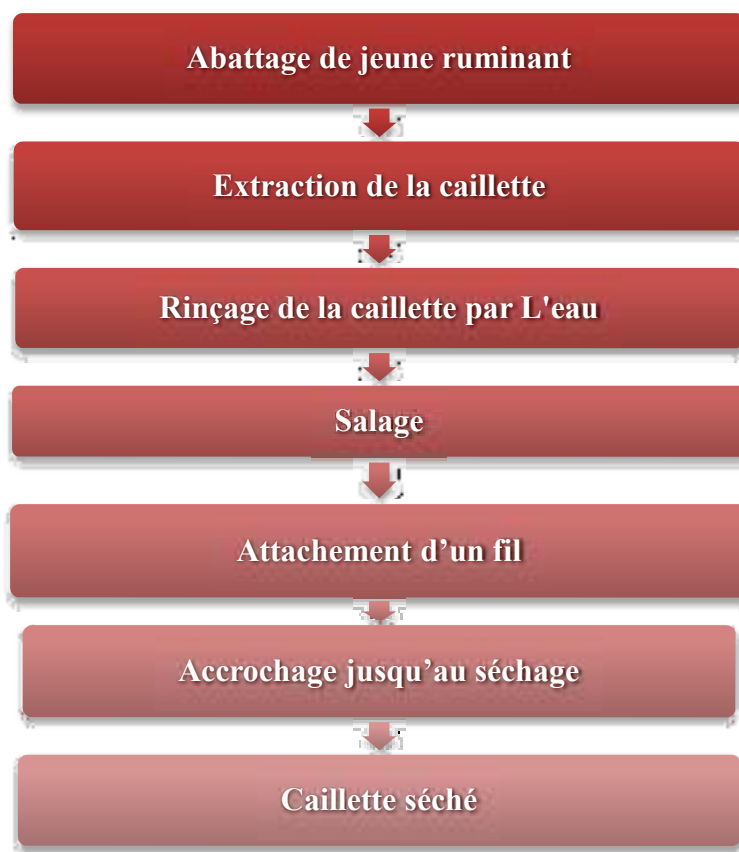 Abattage de jeune ruminant
Extraction de la caillette
Rinçage de la caillette par L'eau
Salage
Attachement d’un fil
Accrochage jusqu’au séchage
Caillette séché